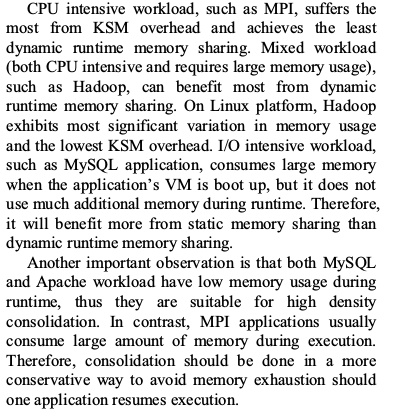 CPU intensive workload, such as MPI, suffers the
most from KSM overhead and achieves the least
dynamic runtime memory sharing. Mixed workload
(both CPU intensive and requires large memory usage),
such as Hadoop, can benefit most from dynamic
runtime memory sharing. On Linux platform, Hadoop
exhibits most significant variation in memory usage
and the lowest KSM overhead. I/O intensive workload,
such as MySQL application, consumes large memory
when the application's VM is boot up, but it does not
use much additional memory during runtime. Therefore,
it will benefit more from static memory sharing than
dynamic runtime memory sharing.
Another important observation is that both MySQL
and Apache workload have low memory usage during
runtime, thus they are suitable for high density
consolidation. In contrast, MPI applications usually
consume large amount of memory during execution.
Therefore, consolidation should be done in a more
conservative way to avoid memory exhaustion should
one application resumes execution.